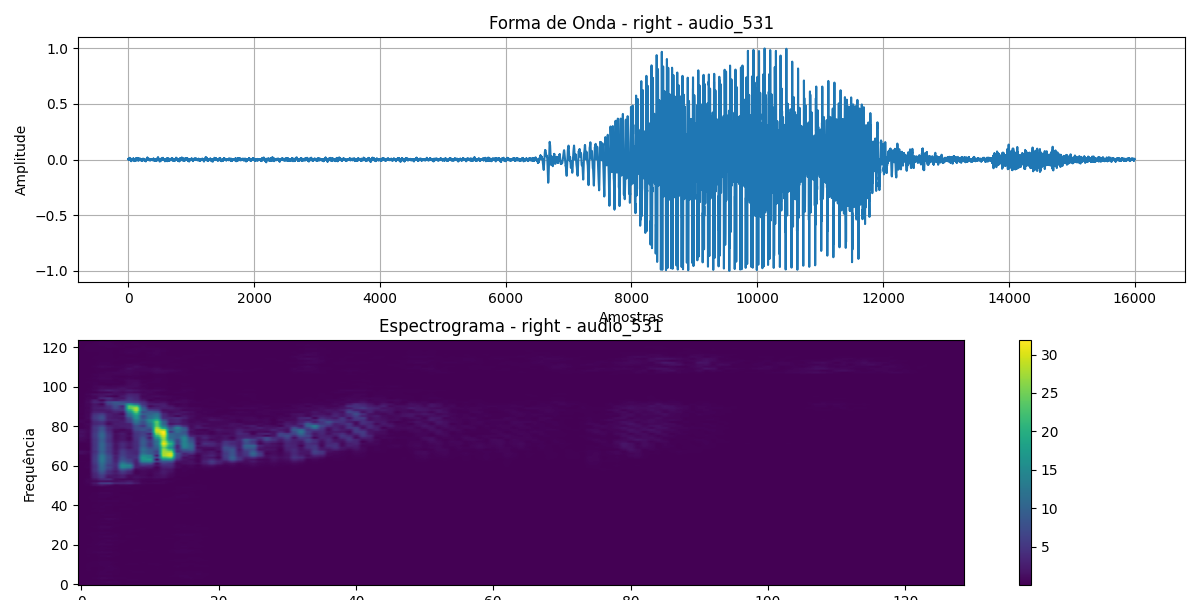 Forma de Onda - right - audio_531
1.0
0.5
0.0
−0.5
−1.0
Amplitude
0 2000 4000 6000 8000 10000 12000 14000 16000
Amostras
Espectrograma - right - audio_531
120
100
80
60
40
20
0
Frequência
0 20 40 60 80 100 120
30
25
20
15
10
5